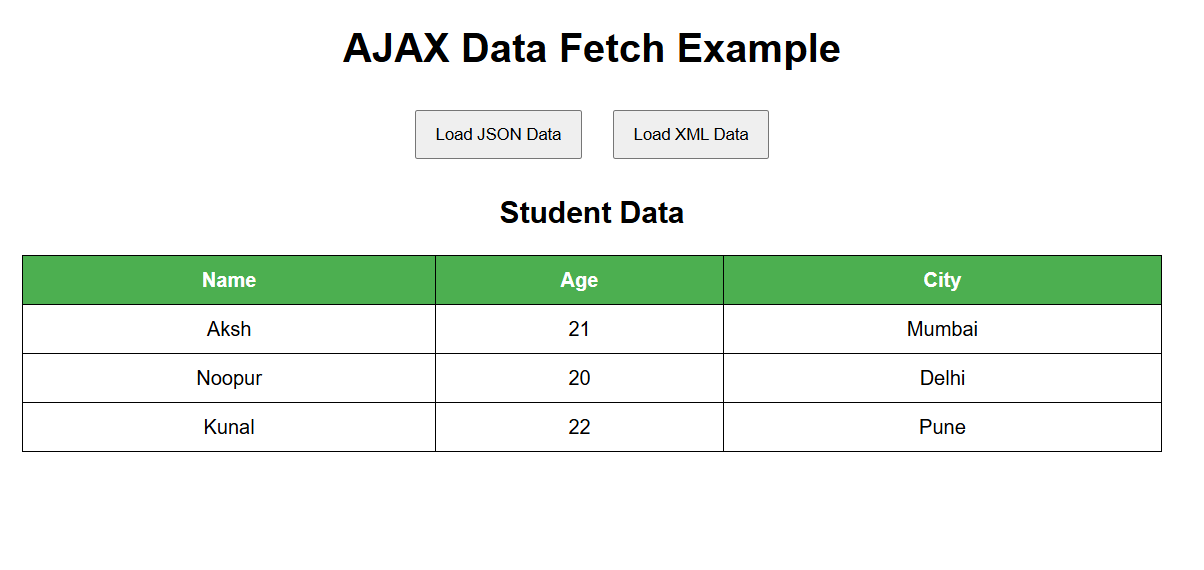 AJAX Data Fetch Example
Load JSON Data Load XML Data
Student Data
Name Age City
Aksh 21 Mumbai
Noopur 20 Delhi
Kunal 22 Pune